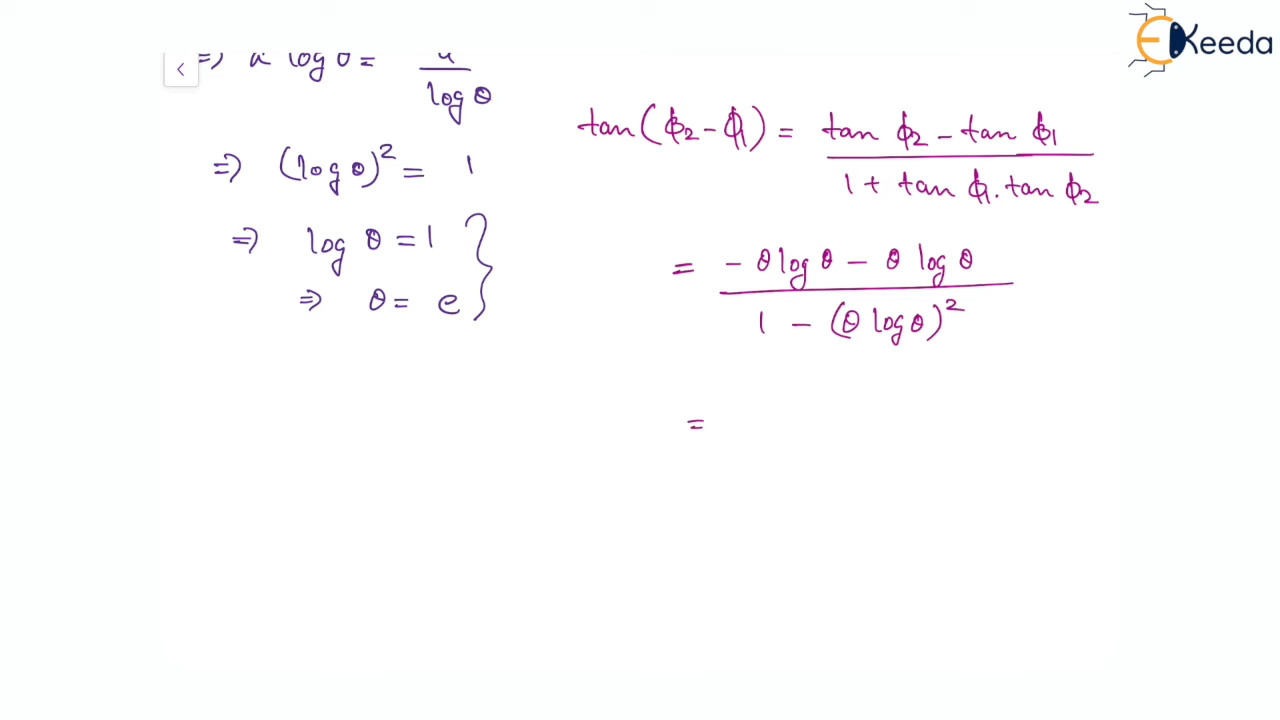 EKeeda
⇒ a log θ = a / log θ
⇒ (log θ)² = 1
⇒ log θ = 1
⇒ θ = e
tan(ϕ₂ - ϕ₁) = tan ϕ₂ - tan ϕ₁ / 1 + tan ϕ₁ . tan ϕ₂
= - θ log θ - θ log θ / 1 - (θ log θ)²
=